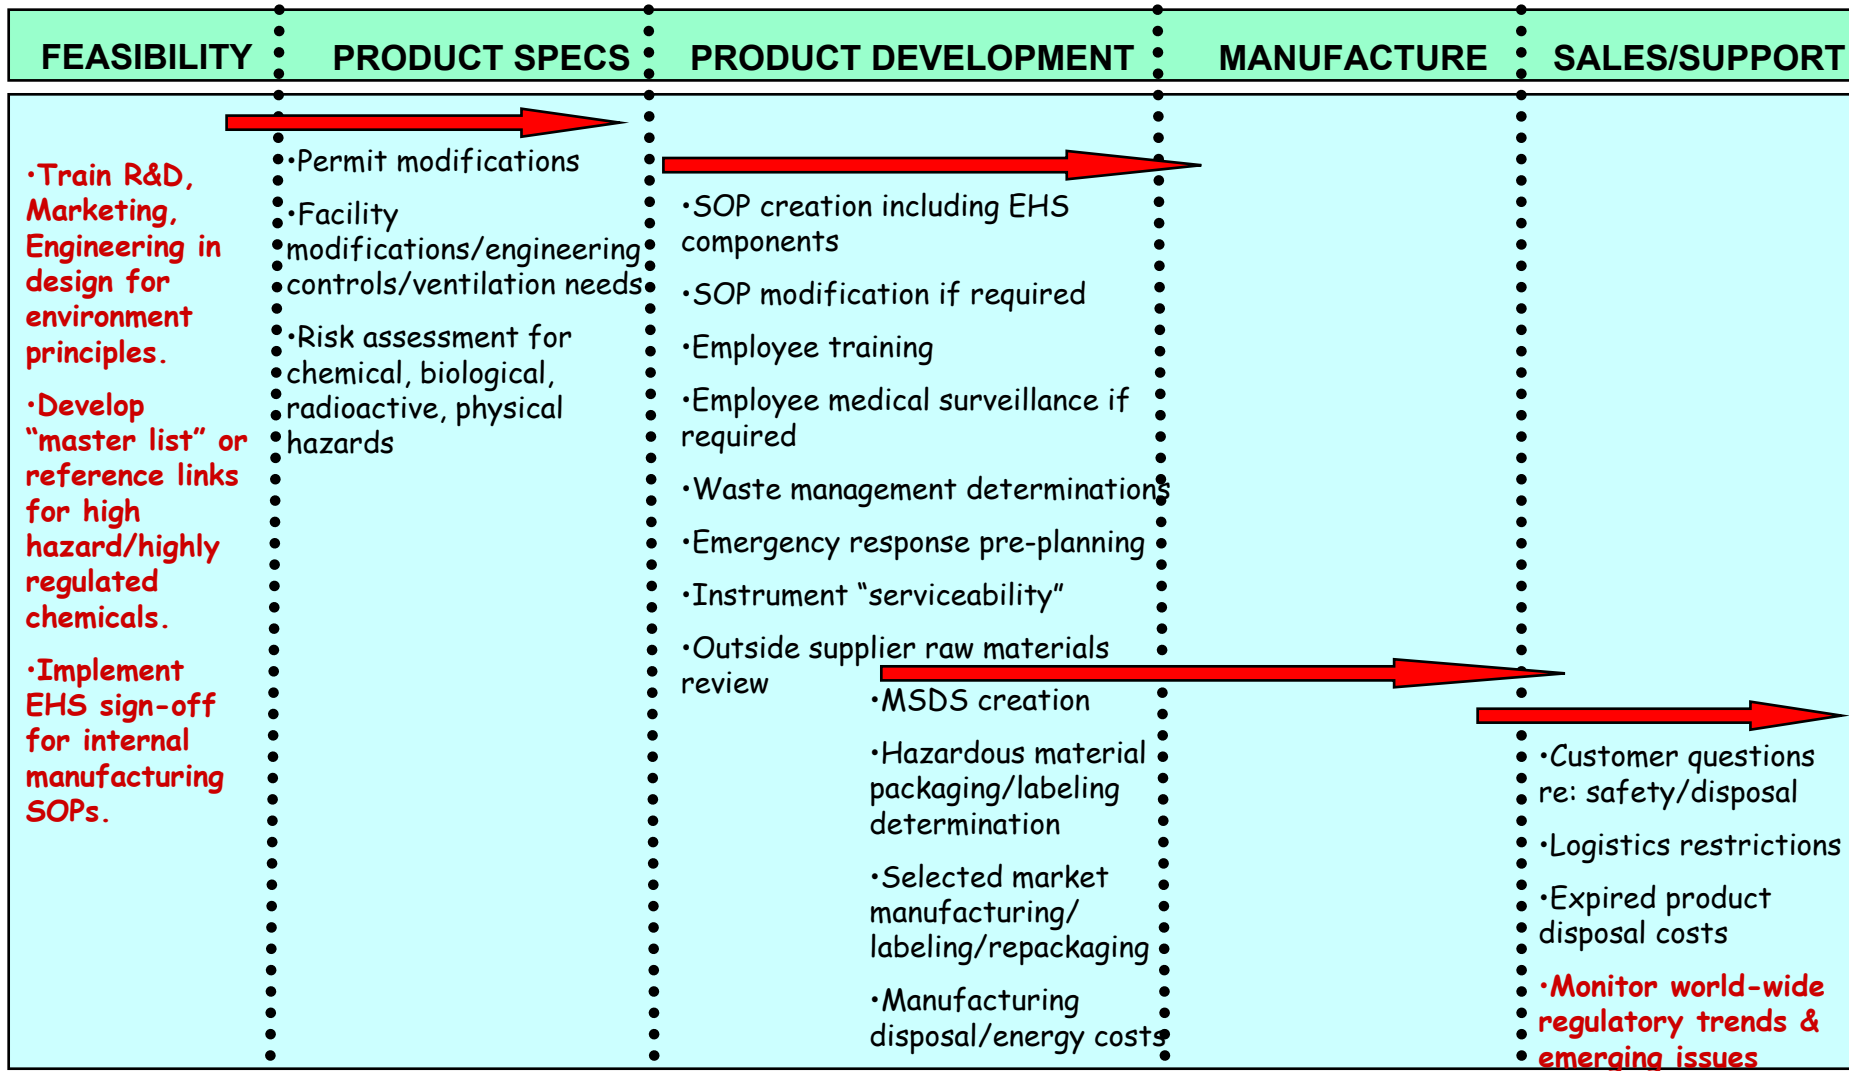 FEASIBILITY
PRODUCT SPECS
PRODUCT DEVELOPMENT
MANUFACTURE
SALES/SUPPORT
•Train R&D,
Marketing,
Engineering in
design for
environment
principles.
•Develop
“master list” or
reference links
for high
hazard/highly
regulated
chemicals.
•Implement
EHS sign-off
for internal
manufacturing
SOPs.
•Permit modifications
•Facility
modifications/engineering
controls/ventilation needs
•Risk assessment for
chemical, biological,
radioactive, physical
hazards
•SOP creation including EHS
components
•SOP modification if required
•Employee training
•Employee medical surveillance if
required
•Waste management determinations
•Emergency response pre-planning
•Instrument “serviceability”
•Outside supplier raw materials
review
•MSDS creation
•Hazardous material
packaging/labeling
determination
•Selected market
manufacturing/
labeling/repackaging
•Manufacturing
disposal/energy costs
•Customer questions
re: safety/disposal
•Logistics restrictions
•Expired product
disposal costs
•Monitor world-wide
regulatory trends &
emerging issues